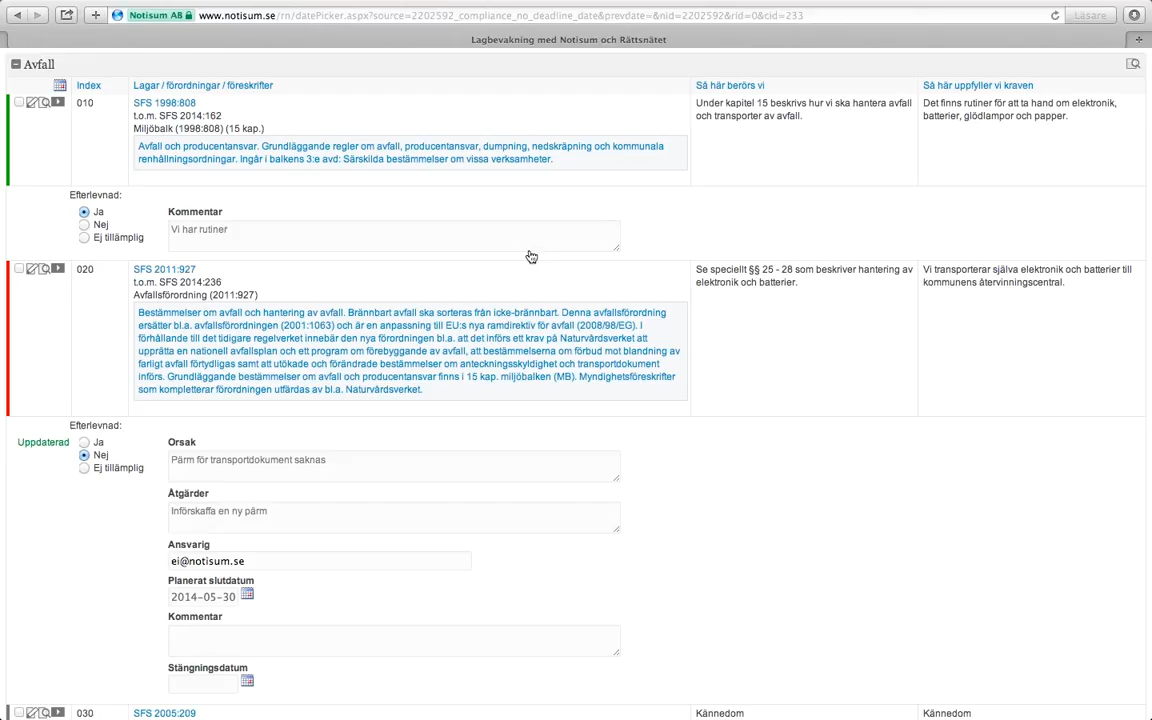 Notisum AB
www.notisum.se/rn/datePicker.aspx?source=2202592_compliance_no_deadline_date&prevdate=&nid=2202592&rid=0&cid=233
Läsare
Lagbevakning med Notisum och Rättsnätet
Avfall
Index
Lagar / förordningar / föreskrifter
Så här berörs vi
Så här uppfyller vi kraven
010
SFS 1998:808
t.o.m. SFS 2014:162
Miljöbalk (1998:808) (15 kap.)
Avfall och producentansvar. Grundläggande regler om avfall, producentansvar, dumpning, nedskräpning och kommunala
renhållningsordningar. Ingår i balkens 3:e avd: Särskilda bestämmelser om vissa verksamheter.
Under kapitel 15 beskrivs hur vi ska hantera avfall
och transporter av avfall.
Det finns rutiner för att ta hand om elektronik,
batterier, glödlampor och papper.
Efterlevnad:
Ja
Nej
Ej tillämplig
Kommentar
Vi har rutiner
020
SFS 2011:927
t.o.m. SFS 2014:236
Avfallsförordning (2011:927)
Bestämmelser om avfall och hantering av avfall. Brännbart avfall ska sorteras från icke-brännbart. Denna avfallsförordning
ersätter bl.a. avfallsförordningen (2001:1063) och är en anpassning till EU:s nya ramdirektiv för avfall (2008/98/EG). I
förhållande till det tidigare regelverket innebär den nya förordningen bl.a. att det införs ett krav på Naturvårdsverket att
upprätta en nationell avfallsplan och ett program om förebyggande av avfall, att bestämmelserna om förbud mot blandning av
farligt avfall förtydligas samt att utökade och förändrade bestämmelser om anteckningsskyldighet och transportdokument
införs. Grundläggande bestämmelser om avfall och producentansvar finns i 15 kap. miljöbalken (MB). Myndighetsföreskrifter
som kompletterar förordningen utfärdas av bl.a. Naturvårdsverket.
Se speciellt §§ 25 - 28 som beskriver hantering av
elektronik och batterier.
Vi transporterar själva elektronik och batterier till
kommunens återvinningscentral.
Efterlevnad:
Uppdaterad
Ja
Nej
Ej tillämplig
Orsak
Pärm för transportdokument saknas
Åtgärder
Införskaffa en ny pärm
Ansvarig
ei@notisum.se
Planerat slutdatum
2014-05-30
Kommentar
Stängningsdatum
030
SFS 2005:209
Kännedom
Kännedom